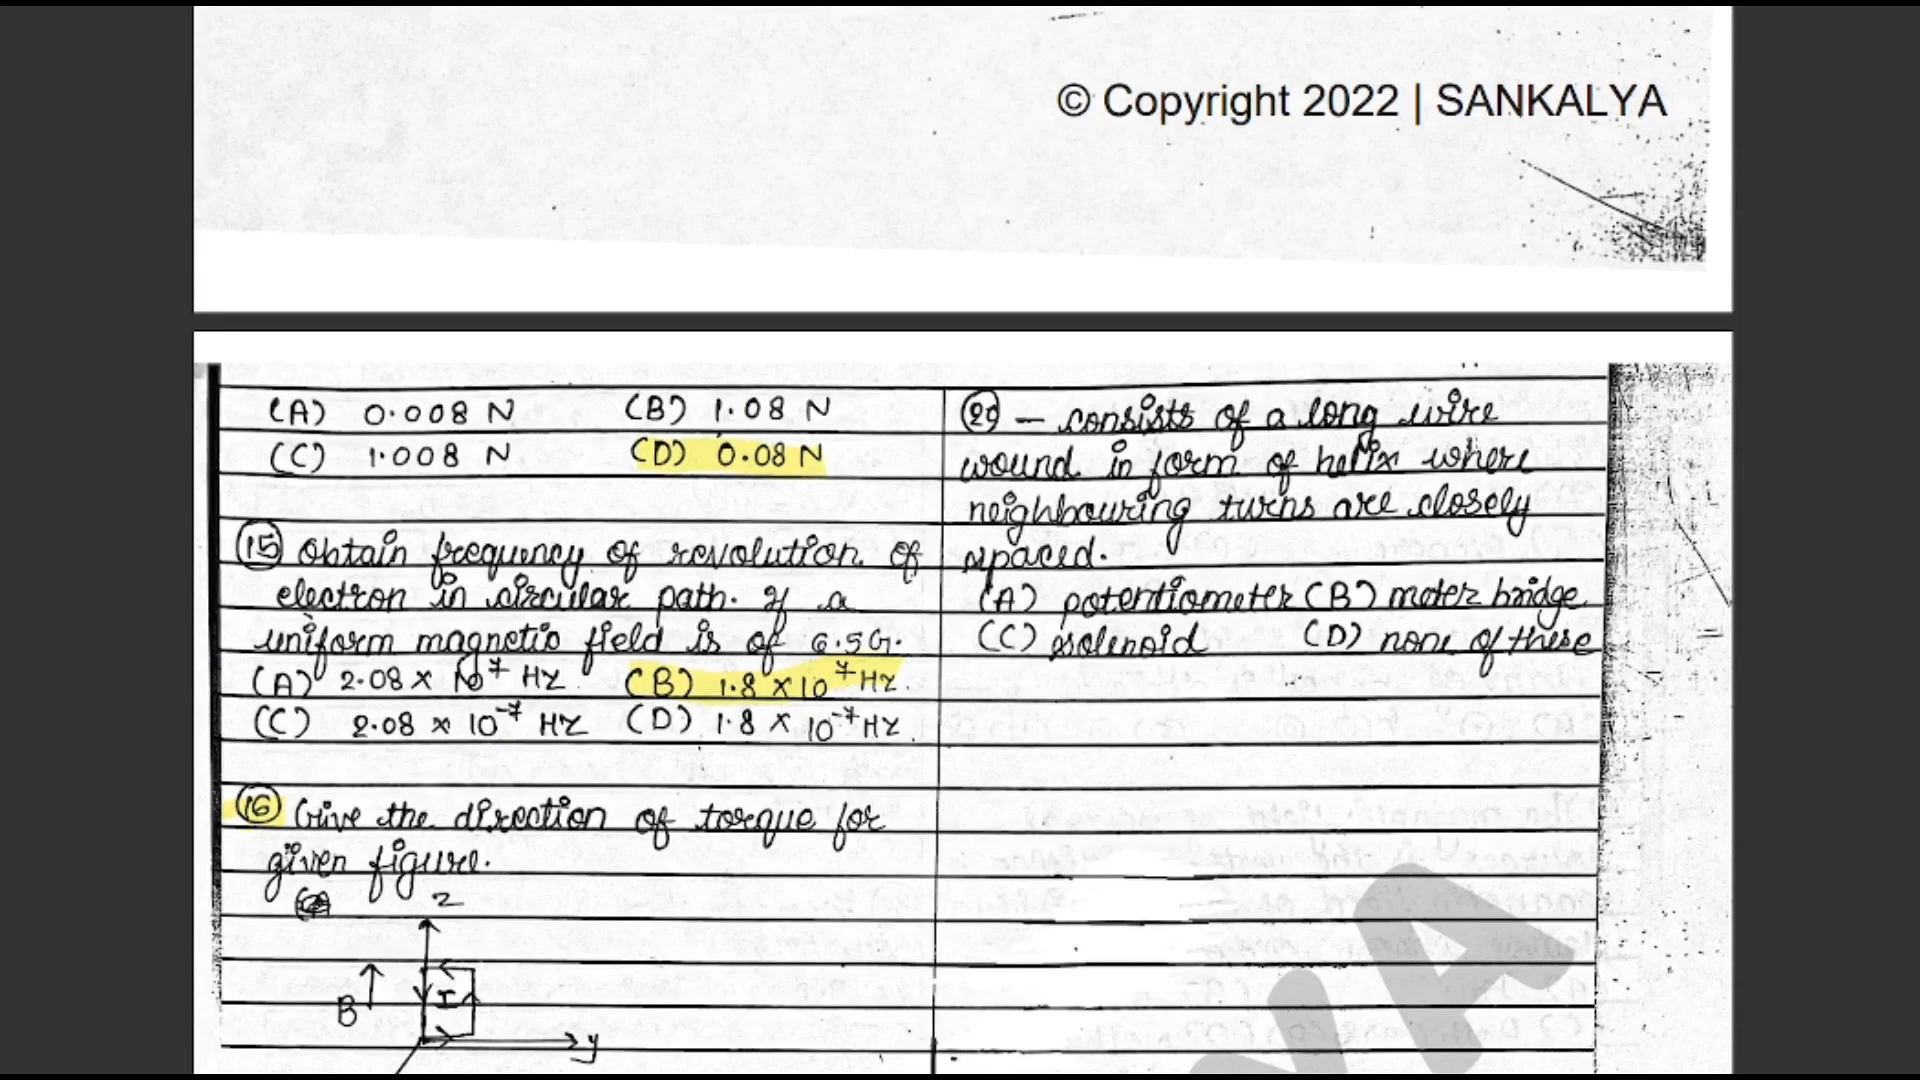 © Copyright 2022 | SANKALYA
(A) 0.008 N (B) 1.08 N
(C) 1.008 N (D) 0.08 N
(15) obtain frequency of revolution of
electron in circular path. If a
uniform magnetic field is of 6.5G.
(A) 2.08 x 10⁷ Hz (B) 1.8 x 10⁷ Hz.
(C) 2.08 x 10⁻⁷ Hz (D) 1.8 x 10⁻⁷ Hz
(16) Give the direction of torque for
given figure.
Z
B
I
y
(29) — consists of a long wire
wound in form of helix where
neighbouring turns are closely
spaced.
(A) potentiometer (B) meter bridge
(C) solenoid (D) none of these
YA